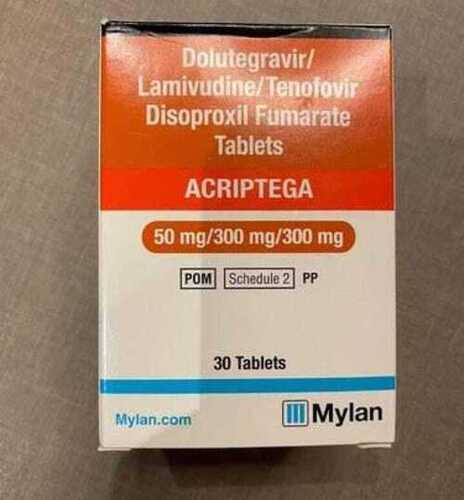 Dolutegravir/
Lamivudine/Tenofovir
Disoproxil Fumarate
Tablets
ACRIPTEGA
50 mg/300 mg/300 mg
POM Schedule 2 PP
30 Tablets
Mylan.com Mylan